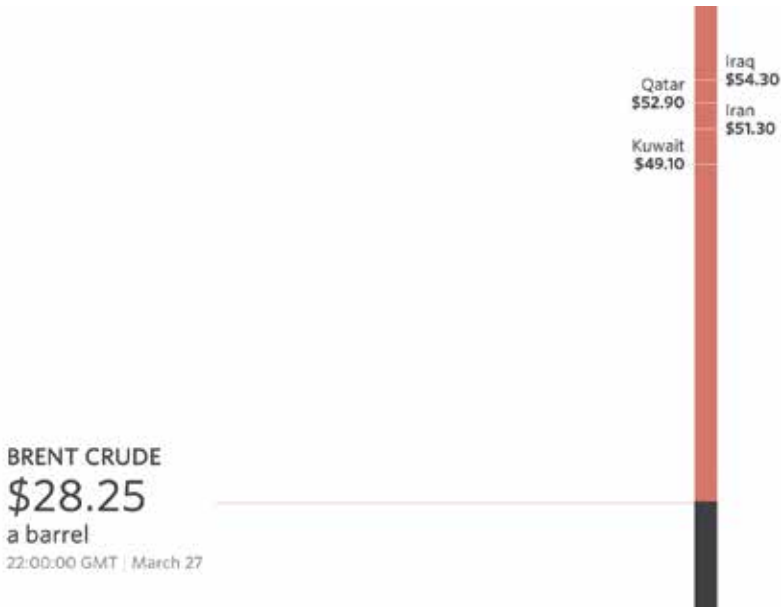 Iraq
$54.30
Qatar
$52.90
Iran
$51.30
Kuwait
$49.10
BRENT CRUDE
$28.25
a barrel
22:00:00 GMT | March 27